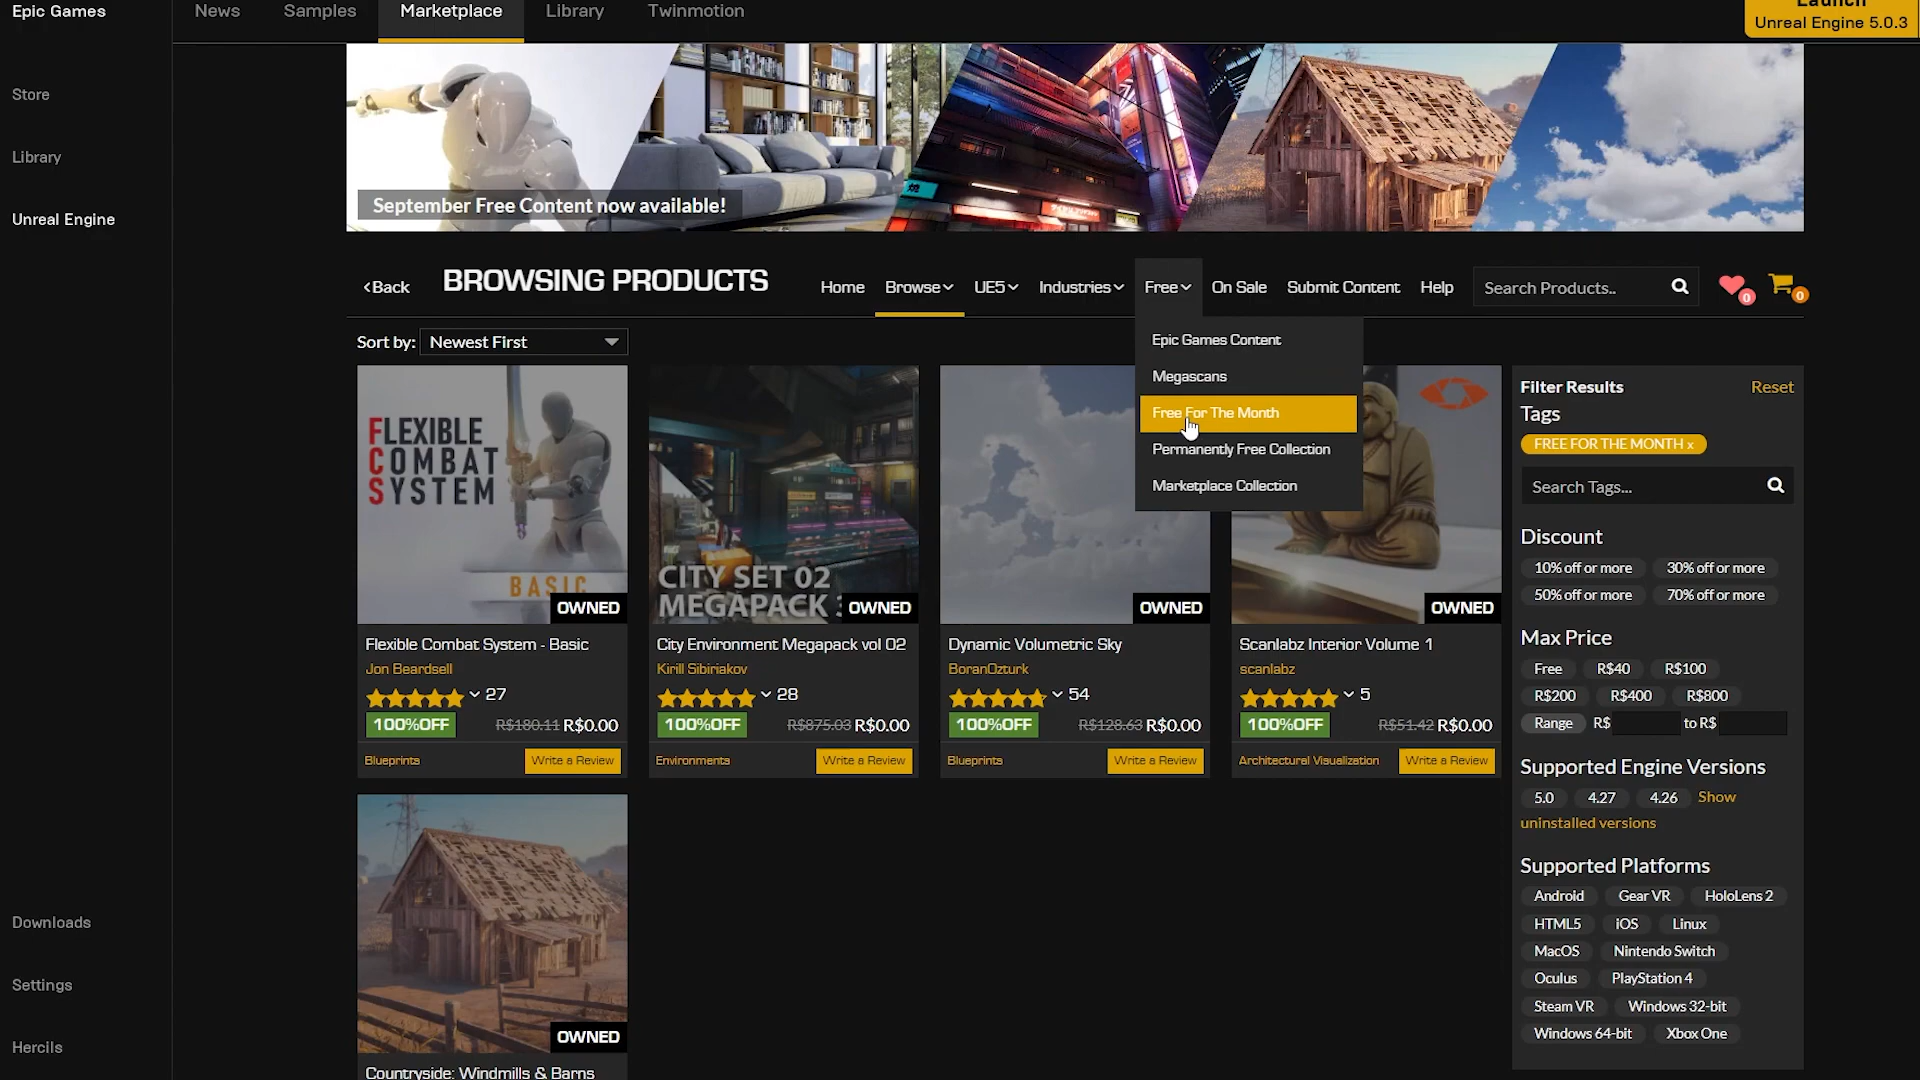 Epic Games
News
Samples
Marketplace
Library
Twinmotion
Launch
Unreal Engine 5.0.3
Store
Library
Unreal Engine
Downloads
Settings
Hercils
September Free Content now available!
<Back
BROWSING PRODUCTS
Home
Browse
UE5
Industries
Free
On Sale
Submit Content
Help
Search Products..
0
0
Epic Games Content
Megascans
Free For The Month
Permanently Free Collection
Marketplace Collection
Sort by: Newest First
FLEXIBLE
COMBAT
SYSTEM
BASIC
OWNED
Flexible Combat System - Basic
Jon Beardsell
27
100%OFF R$180.11 R$0.00
Blueprints
Write a Review
CITY SET 02
MEGAPACK 3
OWNED
City Environment Megapack vol 02
Kirill Sibiriakov
28
100%OFF R$875.03 R$0.00
Environments
Write a Review
OWNED
Dynamic Volumetric Sky
BoranOzturk
54
100%OFF R$128.63 R$0.00
Blueprints
Write a Review
OWNED
Scanlabz Interior Volume 1
scanlabz
5
100%OFF R$51.42 R$0.00
Architectural Visualization
Write a Review
OWNED
Countryside: Windmills & Barns
Filter Results
Reset
Tags
FREE FOR THE MONTH x
Search Tags...
Discount
10% off or more
30% off or more
50% off or more
70% off or more
Max Price
Free
R$40
R$100
R$200
R$400
R$800
Range R$ to R$
Supported Engine Versions
5.0
4.27
4.26
Show
uninstalled versions
Supported Platforms
Android
Gear VR
HoloLens 2
HTML5
iOS
Linux
MacOS
Nintendo Switch
Oculus
PlayStation 4
Steam VR
Windows 32-bit
Windows 64-bit
Xbox One